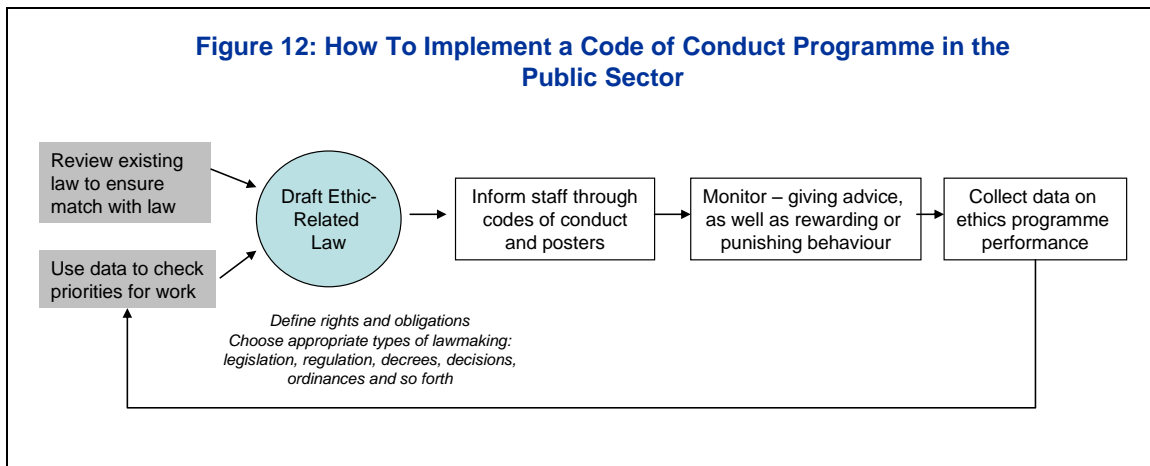 Figure 12: How To Implement a Code of Conduct Programme in the
Public Sector
Review existing
law to ensure
match with law
Use data to check
priorities for work
Draft Ethic-
Related
Law
Inform staff through
codes of conduct
and posters
Monitor – giving advice,
as well as rewarding or
punishing behaviour
Collect data on
ethics programme
performance
Define rights and obligations
Choose appropriate types of lawmaking:
legislation, regulation, decrees, decisions,
ordinances and so forth